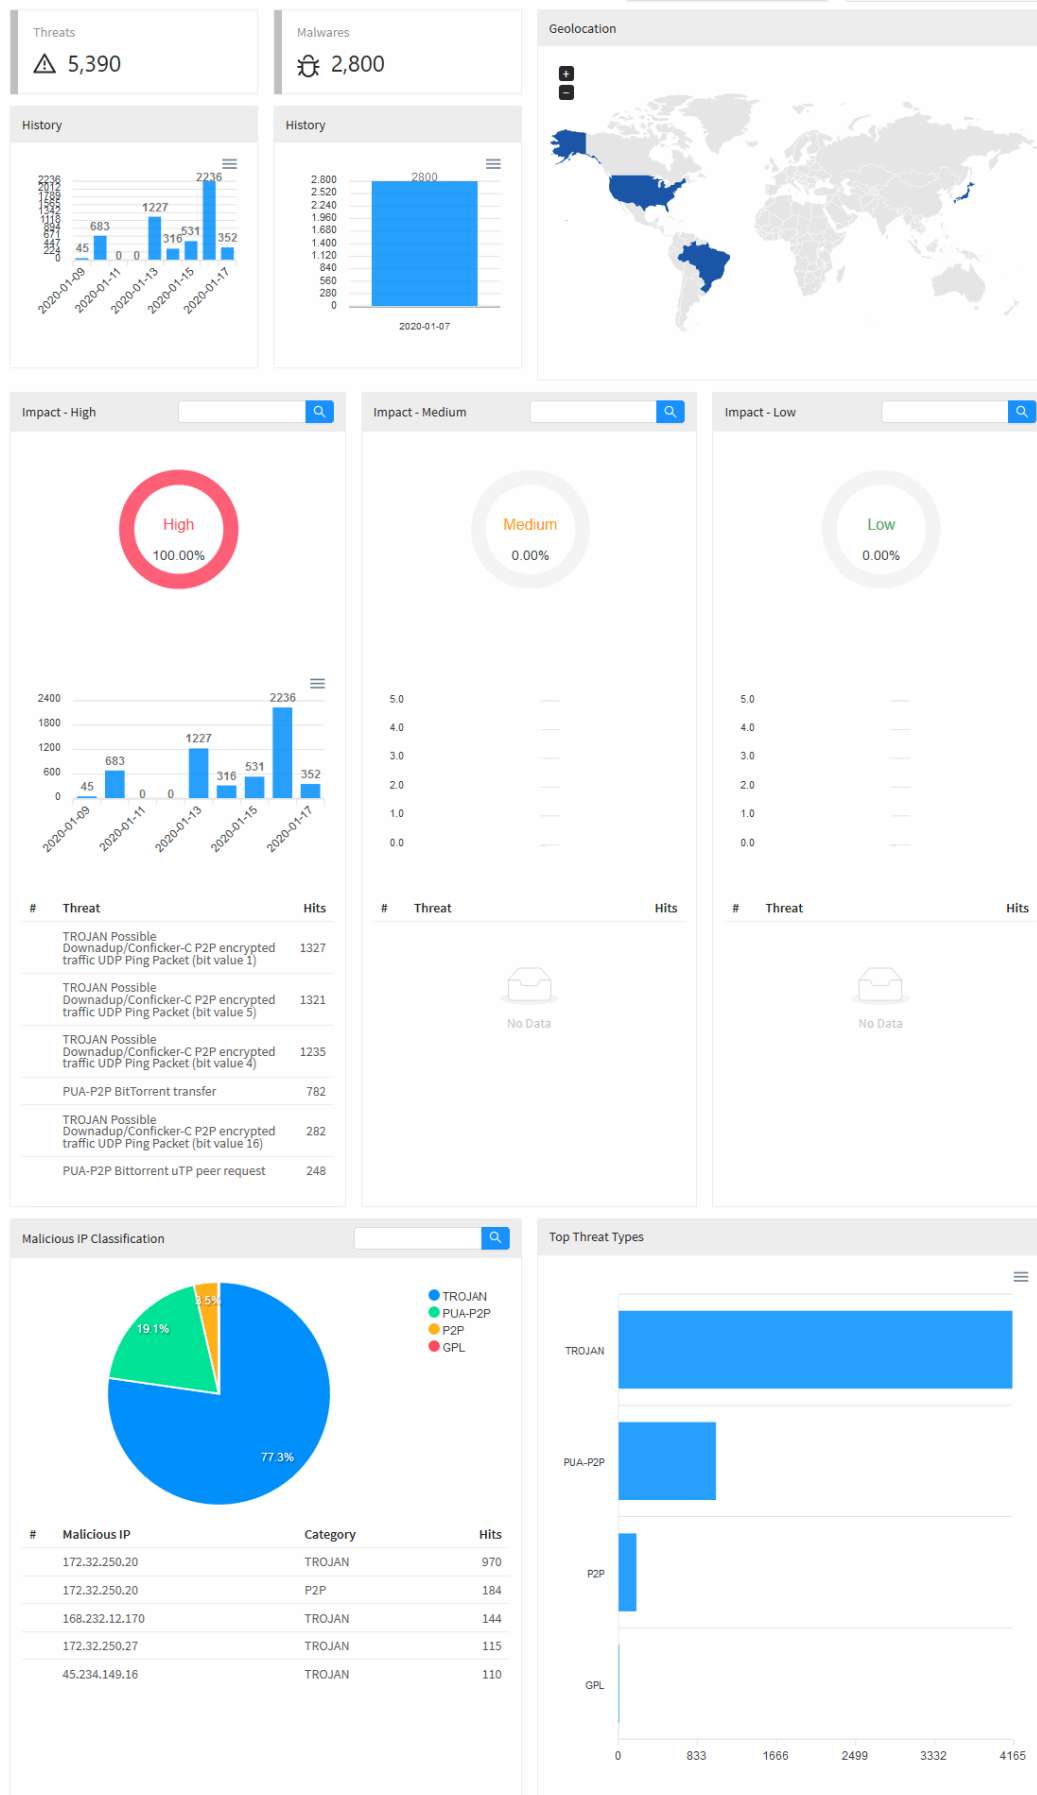 Threats
5,390
Malwares
2,800
Geolocation
+
−
History
2236
2012
1789
1565
1342
1118
894
671
447
224
0
45
683
0
0
1227
316
531
2236
352
2020-01-09
2020-01-11
2020-01-13
2020-01-15
2020-01-17
History
2.800
2.520
2.240
1.960
1.680
1.400
1.120
840
560
280
0
2800
2020-01-07
Impact - High
High
100.00%
2400
1800
1200
600
0
45
683
0
0
1227
316
531
2236
352
2020-01-09
2020-01-11
2020-01-13
2020-01-15
2020-01-17
# Threat Hits
TROJAN Possible
Downadup/Conficker-C P2P encrypted 1327
traffic UDP Ping Packet (bit value 1)
TROJAN Possible
Downadup/Conficker-C P2P encrypted 1321
traffic UDP Ping Packet (bit value 5)
TROJAN Possible
Downadup/Conficker-C P2P encrypted 1235
traffic UDP Ping Packet (bit value 4)
PUA-P2P BitTorrent transfer 782
TROJAN Possible
Downadup/Conficker-C P2P encrypted 282
traffic UDP Ping Packet (bit value 16)
PUA-P2P Bittorrent uTP peer request 248
Impact - Medium
Medium
0.00%
5.0
4.0
3.0
2.0
1.0
0.0
# Threat Hits
No Data
Impact - Low
Low
0.00%
5.0
4.0
3.0
2.0
1.0
0.0
# Threat Hits
No Data
Malicious IP Classification
3.5%
19.1%
77.3%
TROJAN
PUA-P2P
P2P
GPL
# Malicious IP Category Hits
172.32.250.20 TROJAN 970
172.32.250.20 P2P 184
168.232.12.170 TROJAN 144
172.32.250.27 TROJAN 115
45.234.149.16 TROJAN 110
Top Threat Types
TROJAN
PUA-P2P
P2P
GPL
0 833 1666 2499 3332 4165